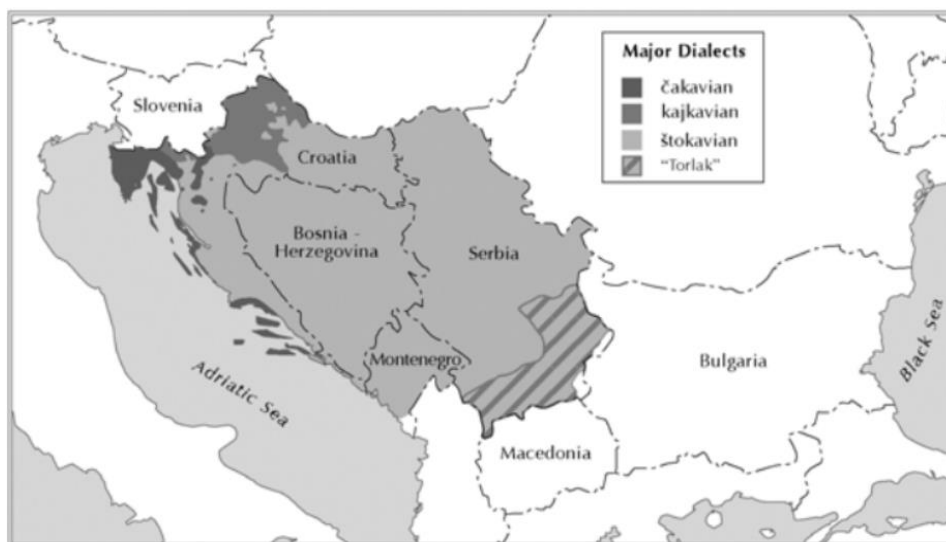 Major Dialects
čakavian
kajkavian
štokavian
"Torlak"
Slovenia
Croatia
Bosnia -
Herzegovina
Serbia
Montenegro
Bulgaria
Macedonia
Adriatic Sea
Black Sea